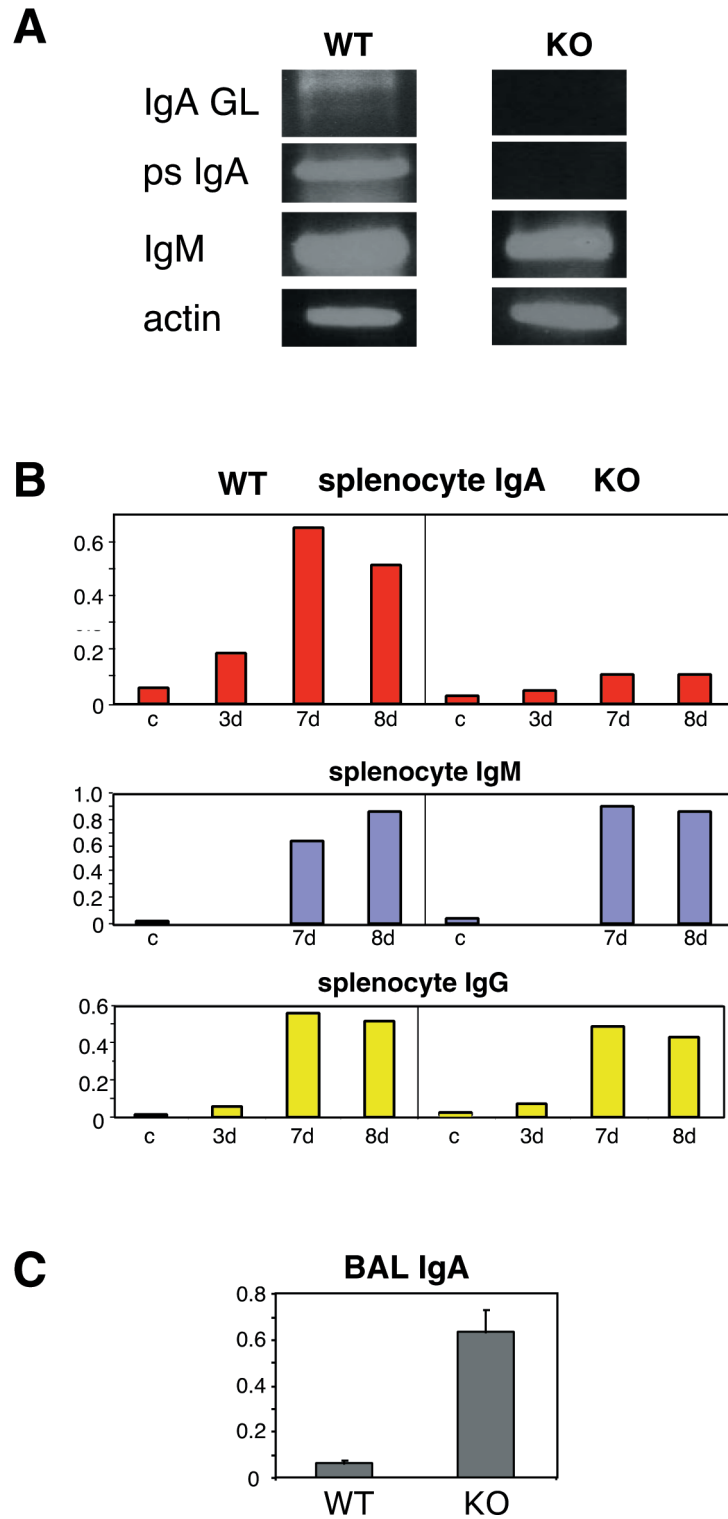 A
WT KO
IgA GL
ps IgA
IgM
actin
B
WT splenocyte IgA KO
0.6
0.4
0.2
0
c 3d 7d 8d c 3d 7d 8d
splenocyte IgM
1.0
0.8
0.6
0.4
0.2
0
c 7d 8d c 7d 8d
splenocyte IgG
0.6
0.4
0.2
0
c 3d 7d 8d c 3d 7d 8d
C
BAL IgA
0.8
0.6
0.4
0.2
0
WT KO